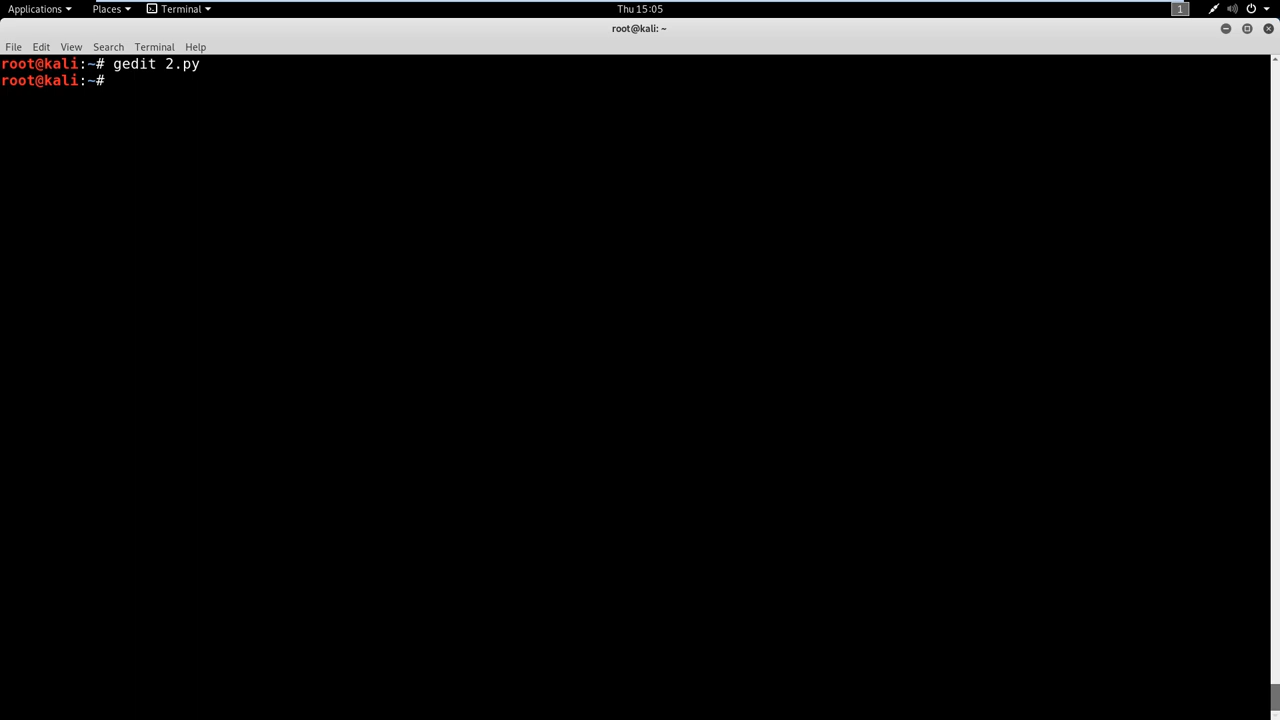 Applications Places Terminal Thu 15:05 1
root@kali: ~
File Edit View Search Terminal Help
root@kali:~# gedit 2.py
root@kali:~#